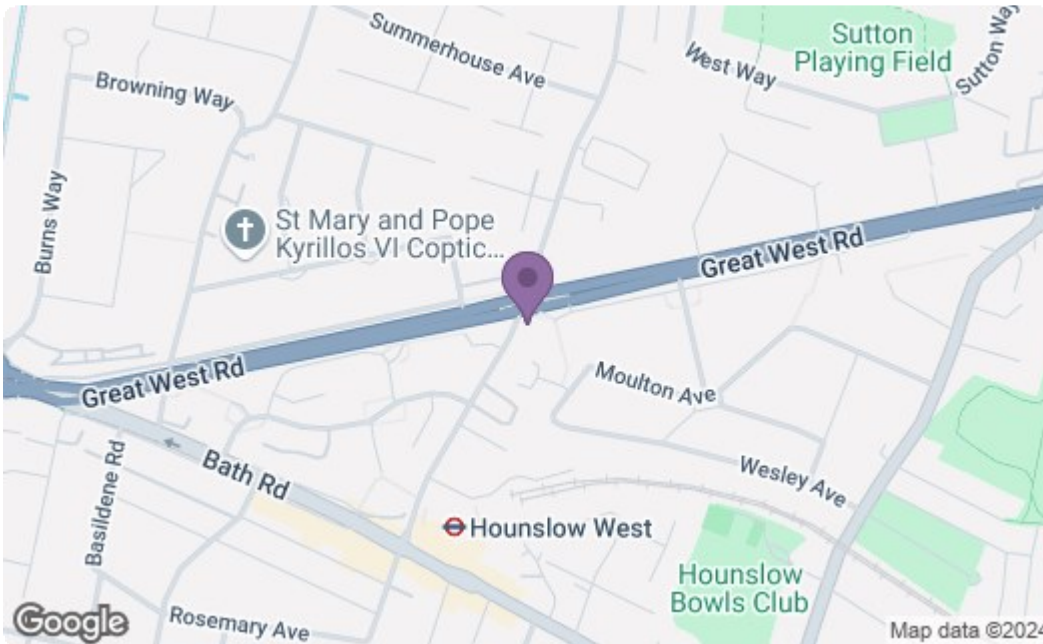 Summerhouse Ave
Sutton
Playing Field
West Way
Sutton Way
Browning Way
Burns Way
St Mary and Pope
Kyrillos VI Coptic...
Great West Rd
Great West Rd
Moulton Ave
Bath Rd
Basildene Rd
Wesley Ave
Hounslow West
Hounslow
Bowls Club
Rosemary Ave
Google
Map data ©2024